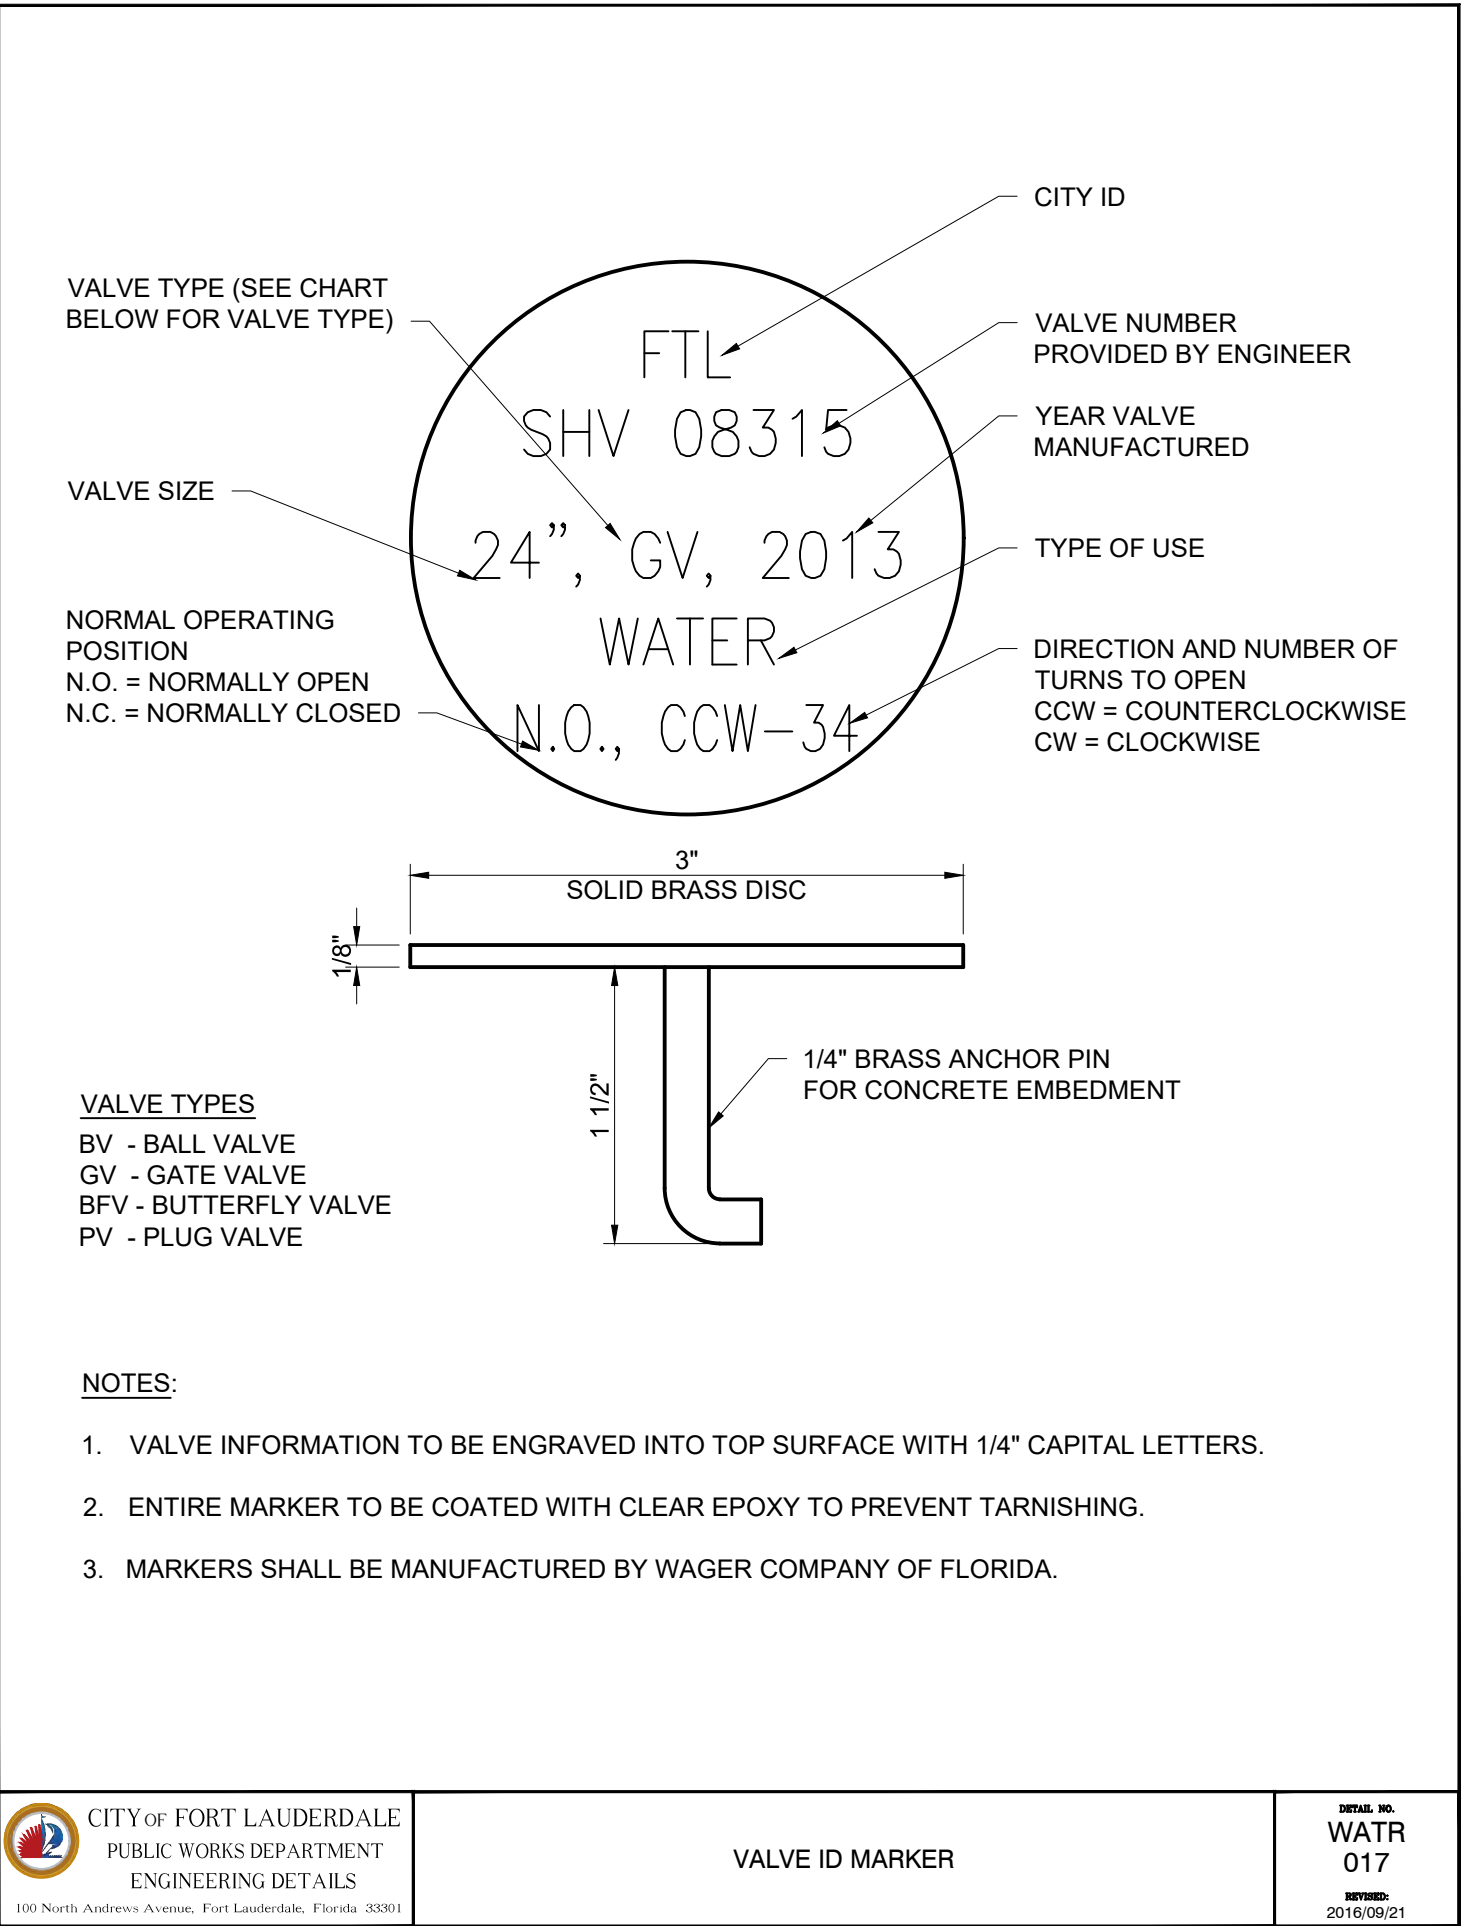 CITY ID
VALVE TYPE (SEE CHART
BELOW FOR VALVE TYPE)
VALVE NUMBER
PROVIDED BY ENGINEER
FTL
SHV 08315
YEAR VALVE
MANUFACTURED
VALVE SIZE
24”, GV, 2013
TYPE OF USE
WATER
NORMAL OPERATING
POSITION
N.O. = NORMALLY OPEN
N.C. = NORMALLY CLOSED
DIRECTION AND NUMBER OF
TURNS TO OPEN
CCW = COUNTERCLOCKWISE
CW = CLOCKWISE
N.O., CCW-34
3"
SOLID BRASS DISC
1/8"
1 1/2"
1/4" BRASS ANCHOR PIN
FOR CONCRETE EMBEDMENT
VALVE TYPES
BV - BALL VALVE
GV - GATE VALVE
BFV - BUTTERFLY VALVE
PV - PLUG VALVE
NOTES:
1. VALVE INFORMATION TO BE ENGRAVED INTO TOP SURFACE WITH 1/4" CAPITAL LETTERS.
2. ENTIRE MARKER TO BE COATED WITH CLEAR EPOXY TO PREVENT TARNISHING.
3. MARKERS SHALL BE MANUFACTURED BY WAGER COMPANY OF FLORIDA.
CITY OF FORT LAUDERDALE
PUBLIC WORKS DEPARTMENT
ENGINEERING DETAILS
100 North Andrews Avenue, Fort Lauderdale, Florida 33301
VALVE ID MARKER
DETAIL NO.
WATR
017
REVISED:
2016/09/21